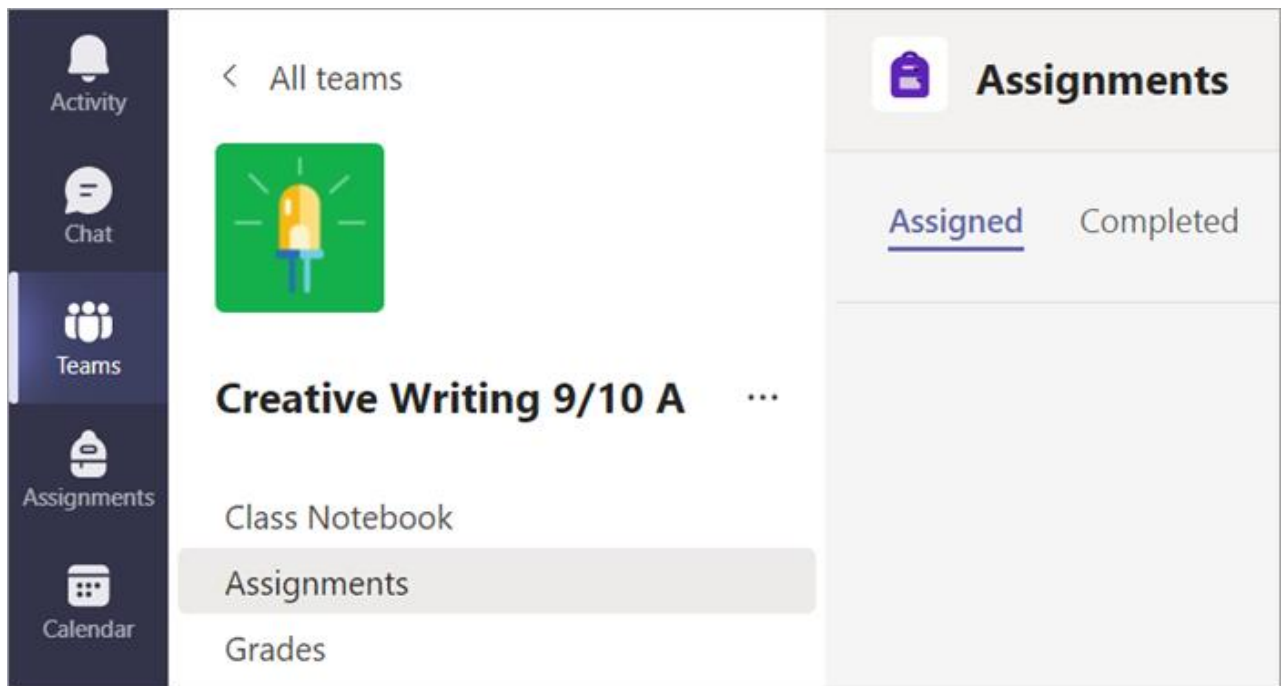 Activity
Chat
Teams
Assignments
Calendar
All teams
Creative Writing 9/10 A ...
Class Notebook
Assignments
Grades
Assignments
Assigned Completed